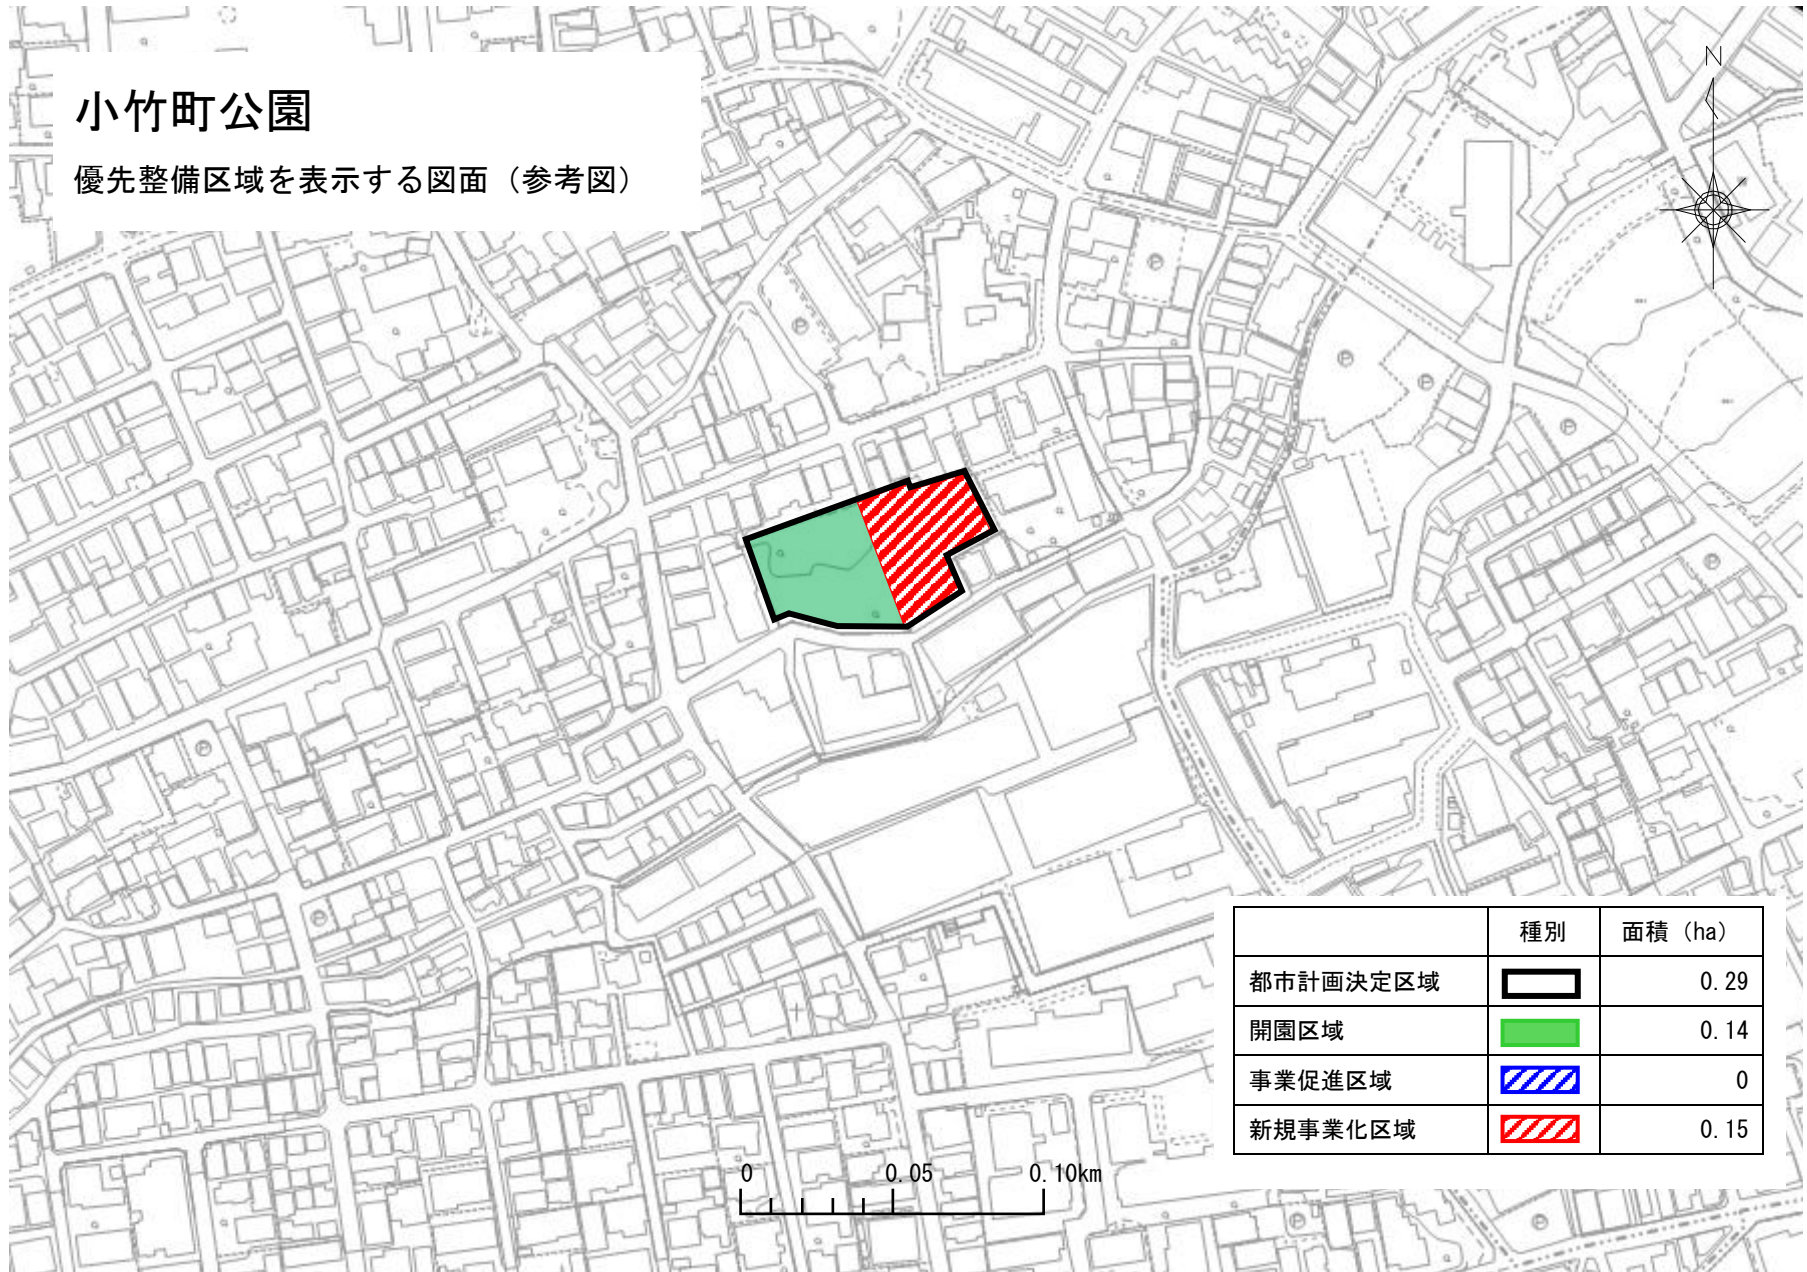 小竹町公園
優先整備区域を表示する図面（参考図）
N
種別 面積（ha）
都市計画決定区域 0.29
開園区域 0.14
事業促進区域 0
新規事業化区域 0.15
0 0.05 0.10km